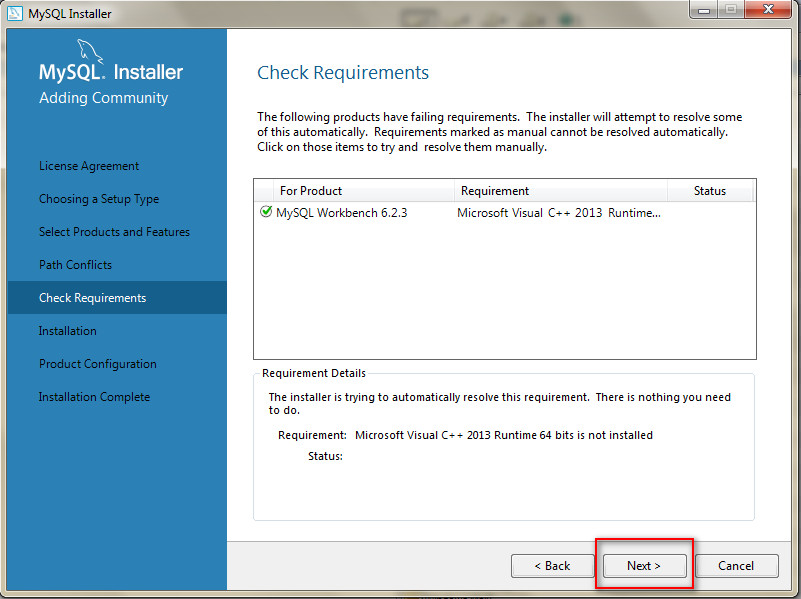 MySQL Installer
MySQL. Installer
Adding Community
License Agreement
Choosing a Setup Type
Select Products and Features
Path Conflicts
Check Requirements
Installation
Product Configuration
Installation Complete
Check Requirements
The following products have failing requirements. The installer will attempt to resolve some
of this automatically. Requirements marked as manual cannot be resolved automatically.
Click on those items to try and resolve them manually.
For Product Requirement Status
MySQL Workbench 6.2.3 Microsoft Visual C++ 2013 Runtime...
Requirement Details
The installer is trying to automatically resolve this requirement. There is nothing you need
to do.
Requirement: Microsoft Visual C++ 2013 Runtime 64 bits is not installed
Status:
< Back Next > Cancel